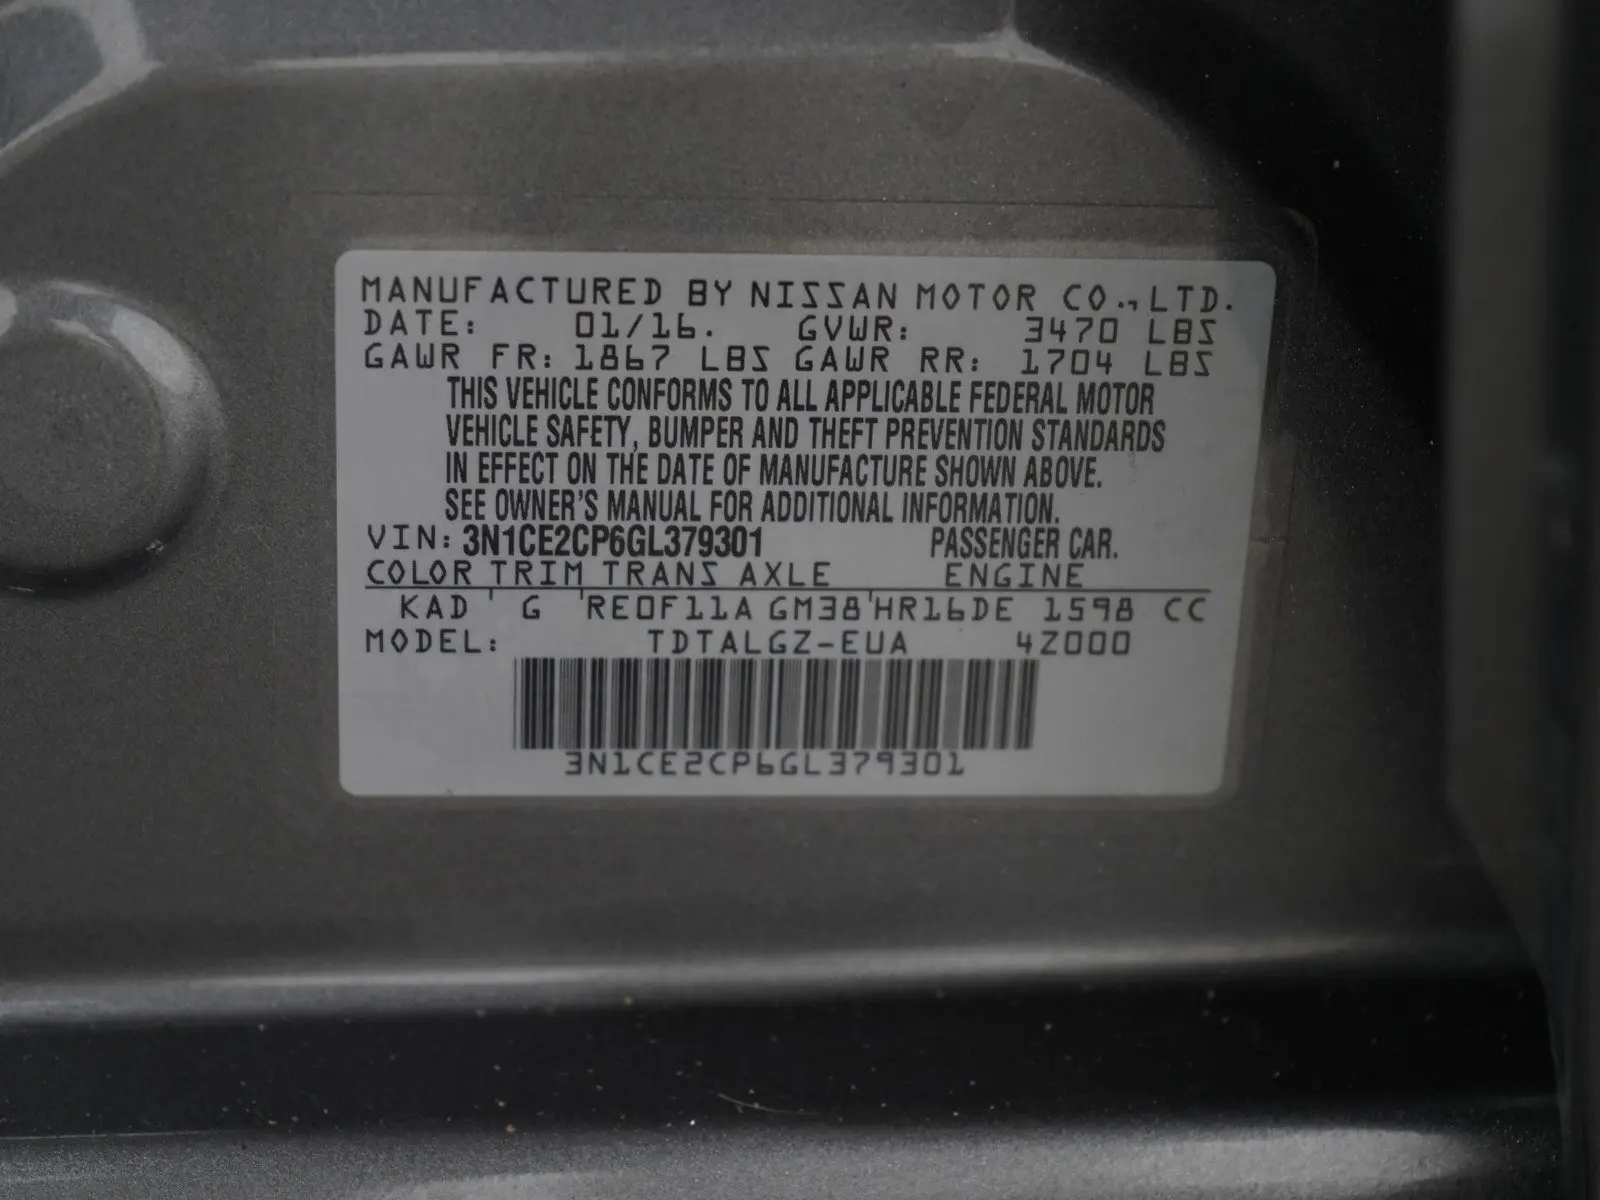 MANUFACTURED BY NISSAN MOTOR CO., LTD.
DATE: 01/16. GVWR: 3470 LBS
GAWR FR: 1867 LBS GAWR RR: 1704 LBS
THIS VEHICLE CONFORMS TO ALL APPLICABLE FEDERAL MOTOR
VEHICLE SAFETY, BUMPER AND THEFT PREVENTION STANDARDS
IN EFFECT ON THE DATE OF MANUFACTURE SHOWN ABOVE.
SEE OWNER'S MANUAL FOR ADDITIONAL INFORMATION.
VIN: 3N1CE2CP6GL379301 PASSENGER CAR.
COLOR TRIM TRANS AXLE ENGINE
KAD ' G 'RE0F11A GM38'HR16DE 1598 CC
MODEL: TDTALGZ-EUA 4Z000
3N1CE2CP6GL379301